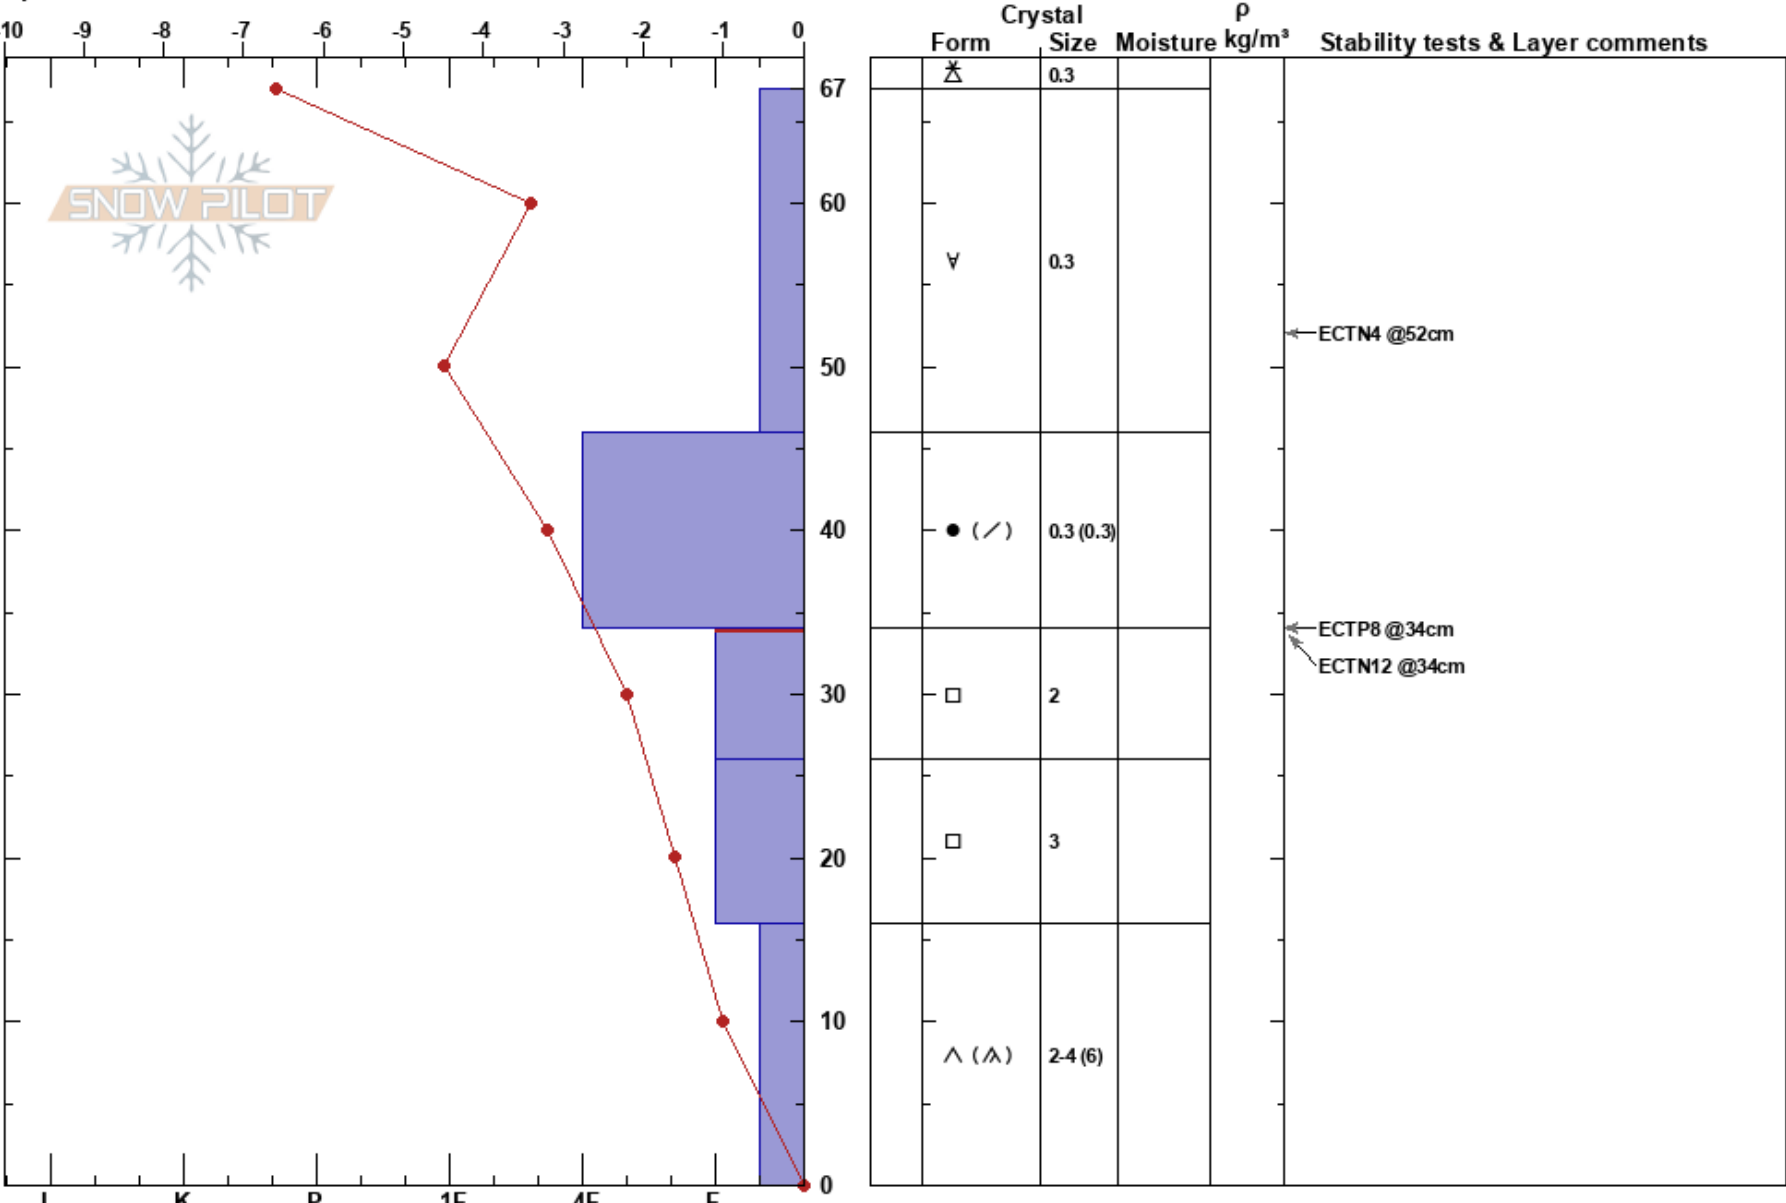 Crystal ρ
-10 -9 -8 -7 -6 -5 -4 -3 -2 -1 0
Form Size Moisture kg/m³ Stability tests & Layer comments
0.3
67
SNOW PILOT
60
0.3
ECTN4 @52cm
50
40
0.3 (0.3)
ECTP8 @34cm
ECTN12 @34cm
30
2
3
20
10
2-4 (6)
0
I K P 1F 4F F